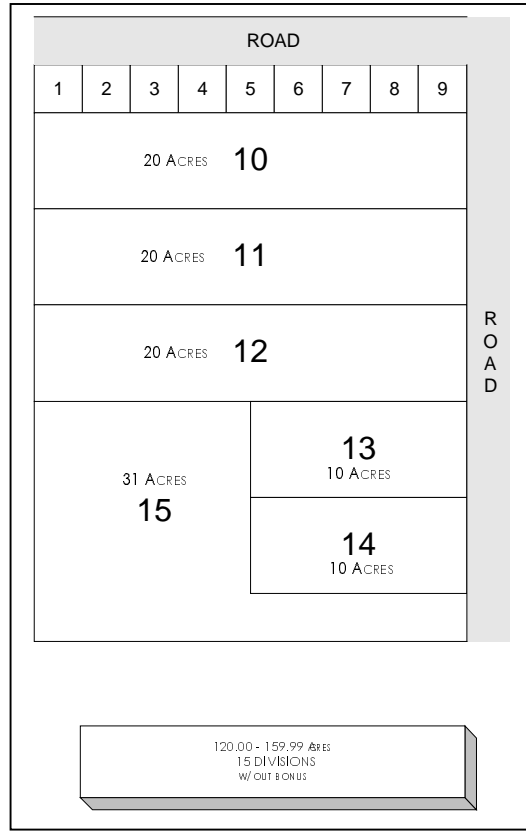 ROAD
1 2 3 4 5 6 7 8 9
20 ACRES 10
20 ACRES 11
20 ACRES 12
ROAD
13
10 ACRES
31 ACRES
15
14
10 ACRES
120.00 - 159.99 ACRES
15 DIVISIONS
W/ OUT BONUS